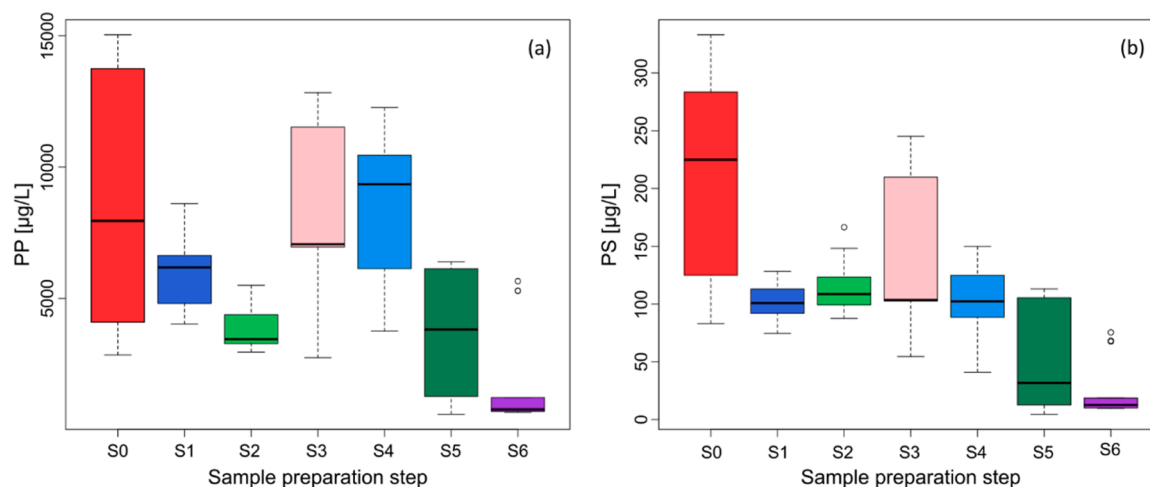 (a)
PP [µg/L]
15000
10000
5000
S0 S1 S2 S3 S4 S5 S6
Sample preparation step
(b)
PS [µg/L]
300
250
200
150
100
50
0
S0 S1 S2 S3 S4 S5 S6
Sample preparation step